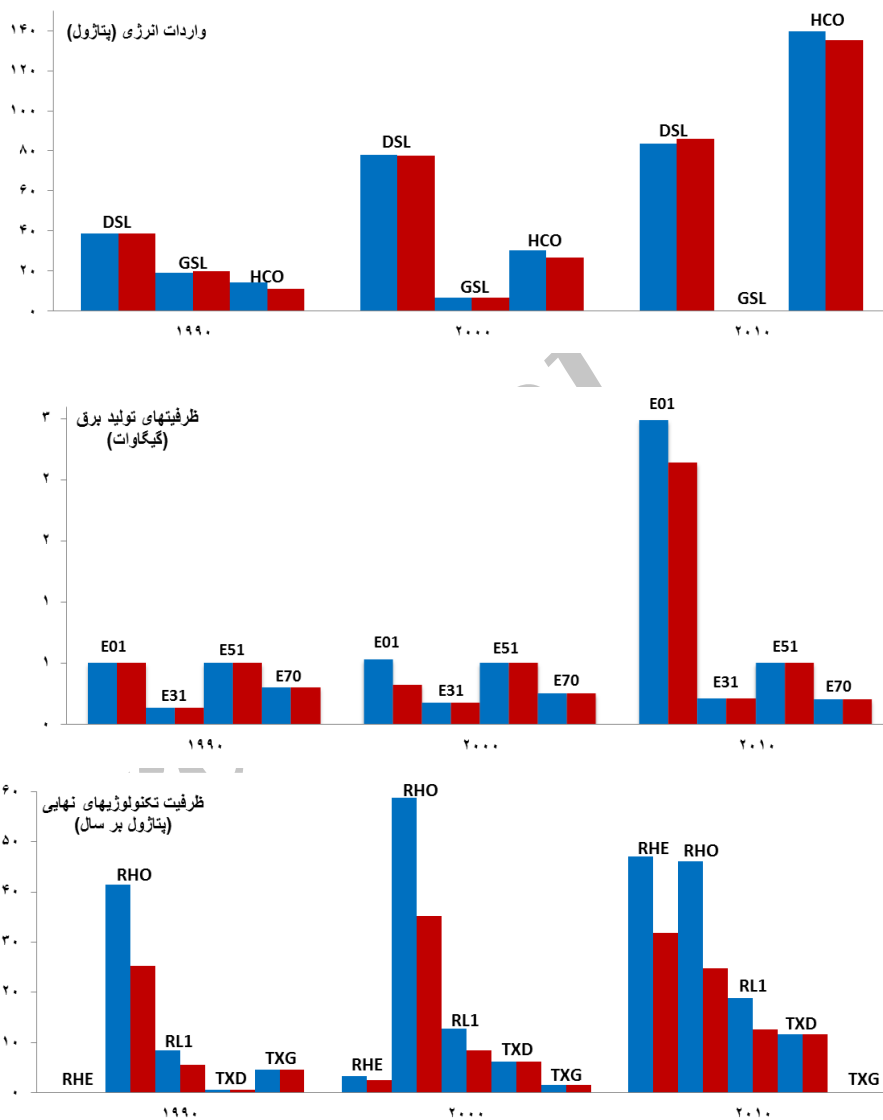 واردات انرژی (پتاژول)
۱۴۰
۱۲۰
۱۰۰
۸۰
۶۰
۴۰
۲۰
۰
DSL
GSL
HCO
DSL
GSL
HCO
DSL
GSL
HCO
۱۹۹۰
۲۰۰۰
۲۰۱۰
ظرفیتهای تولید برق
(گیگاوات)
۳
۲
۲
۱
۱
۰
E01
E31
E51
E70
E01
E31
E51
E70
E01
E31
E51
E70
۱۹۹۰
۲۰۰۰
۲۰۱۰
ظرفیت تکنولوژیهای نهایی
(پتاژول بر سال)
۶۰
۵۰
۴۰
۳۰
۲۰
۱۰
۰
RHE
RHO
RL1
TXD
TXG
RHE
RHO
RL1
TXD
TXG
RHE
RHO
RL1
TXD
TXG
۱۹۹۰
۲۰۰۰
۲۰۱۰